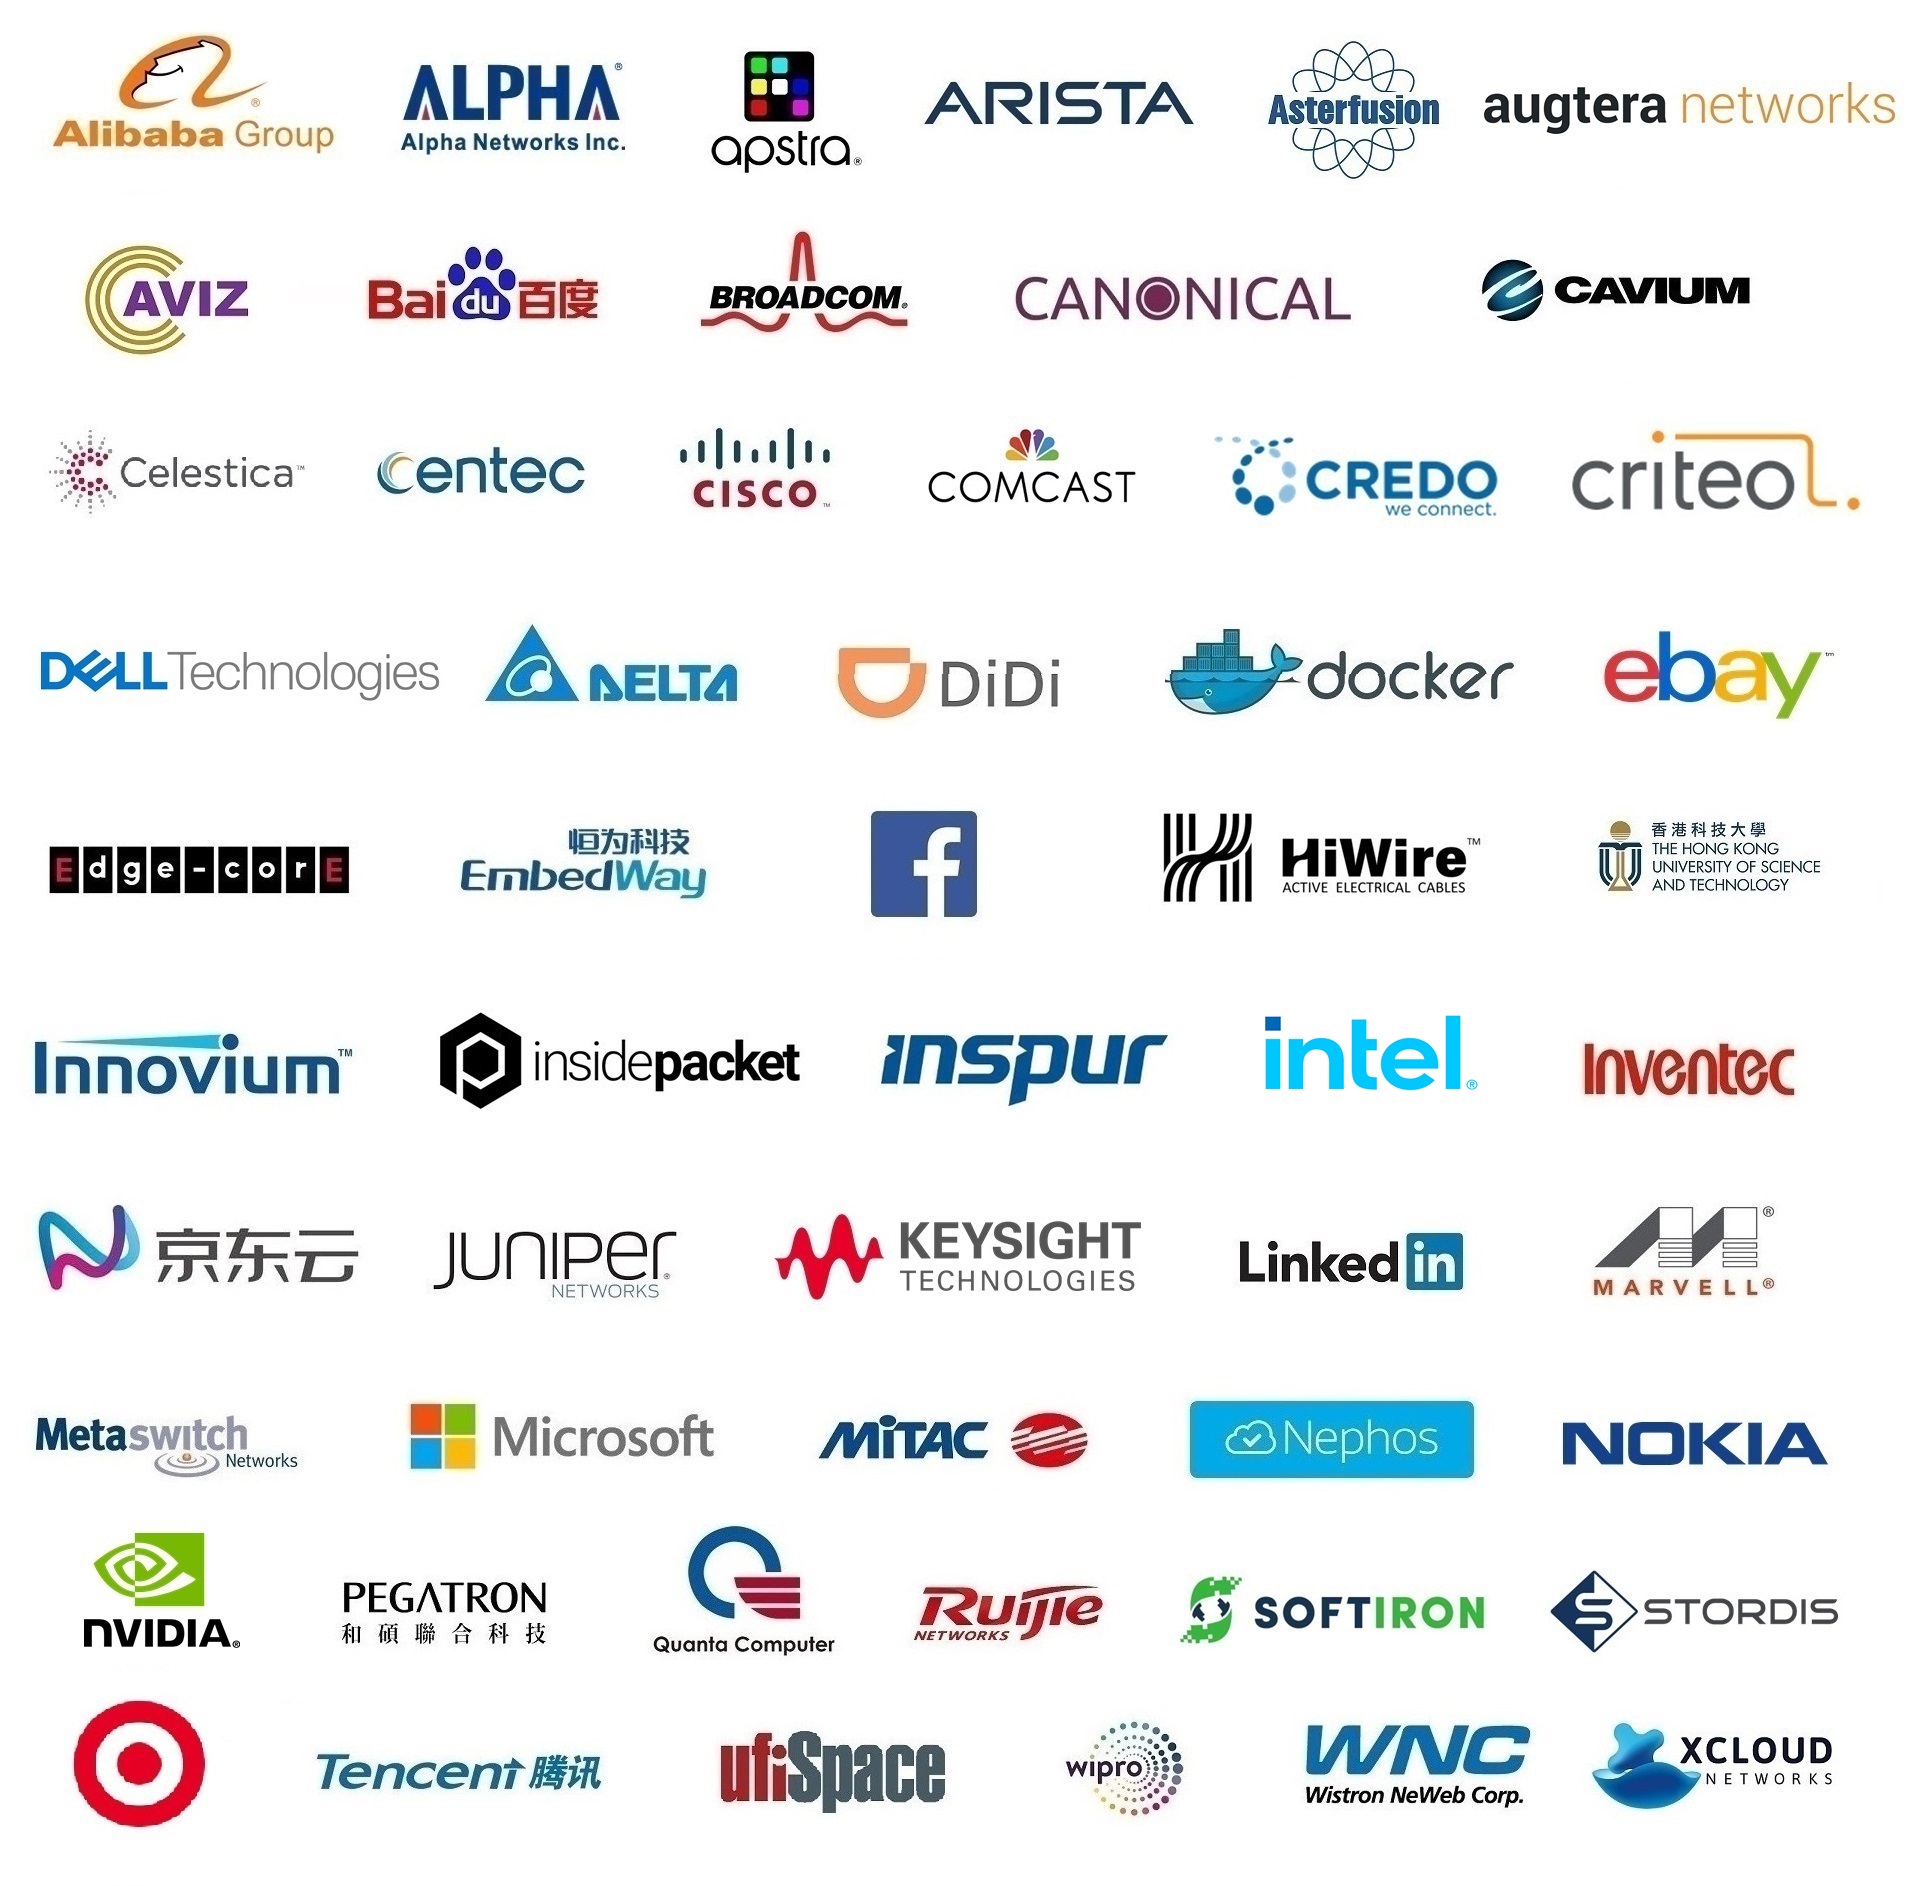 Alibaba Group®
ALPHA®
Alpha Networks Inc.
apstra®
ARISTA
Asterfusion
augtera networks
AVIZ
Bai du 百度
BROADCOM®
CANONICAL
CAVIUM
Celestica™
Centec
CISCO™
COMCAST
CREDO
we connect.
criteo.
DELL Technologies
DELTA
DiDi
docker
ebay™
Edge-corE
恒为科技
EmbedWay
f
HiWire™
ACTIVE ELECTRICAL CABLES
香港科技大學
THE HONG KONG
UNIVERSITY OF SCIENCE
AND TECHNOLOGY
Innovium™
insidepacket
inspur
intel®
Inventec
京东云
JUNIPer®
NETWORKS
KEYSIGHT
TECHNOLOGIES
Linked in
®
MARVELL®
Metaswitch
Networks
Microsoft
MiTAC
Nephos
NOKIA
NVIDIA®
PEGATRON
和碩聯合科技
Quanta Computer
Ruijie
NETWORKS
SOFTIRON
STORDIS
Tencent 腾讯
ufiSpace
wipro
WNC
Wistron NeWeb Corp.
XCLOUD
NETWORKS